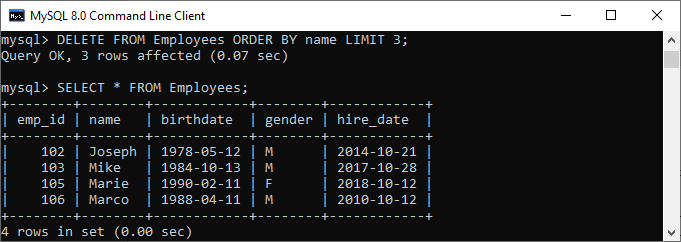 MySQL 8.0 Command Line Client
mysql> DELETE FROM Employees ORDER BY name LIMIT 3;
Query OK, 3 rows affected (0.07 sec)
mysql> SELECT * FROM Employees;
+--------+--------+------------+--------+------------+
| emp_id | name   | birthdate  | gender | hire_date  |
+--------+--------+------------+--------+------------+
|    102 | Joseph | 1978-05-12 | M      | 2014-10-21 |
|    103 | Mike   | 1984-10-13 | M      | 2017-10-28 |
|    105 | Marie  | 1990-02-11 | F      | 2018-10-12 |
|    106 | Marco  | 1988-04-11 | M      | 2010-10-12 |
+--------+--------+------------+--------+------------+
4 rows in set (0.00 sec)